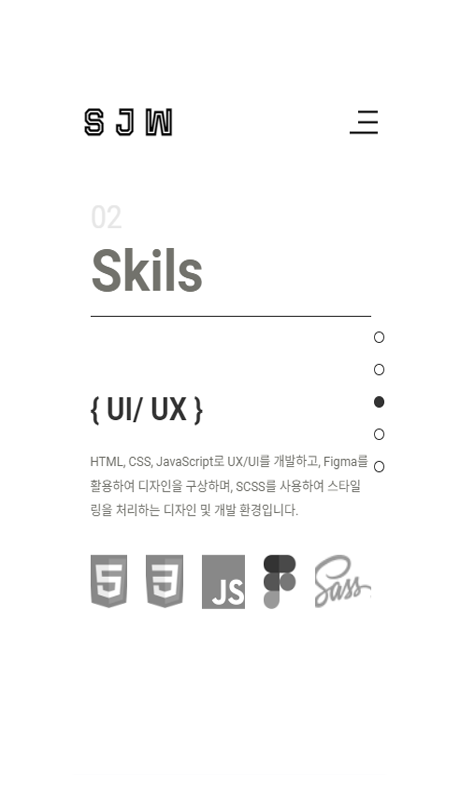 SJW
02
Skils
{ UI/ UX }
HTML, CSS, JavaScript로 UX/UI를 개발하고, Figma를
활용하여 디자인을 구상하며, SCSS를 사용하여 스타일
링을 처리하는 디자인 및 개발 환경입니다.
5 3 JS Sass